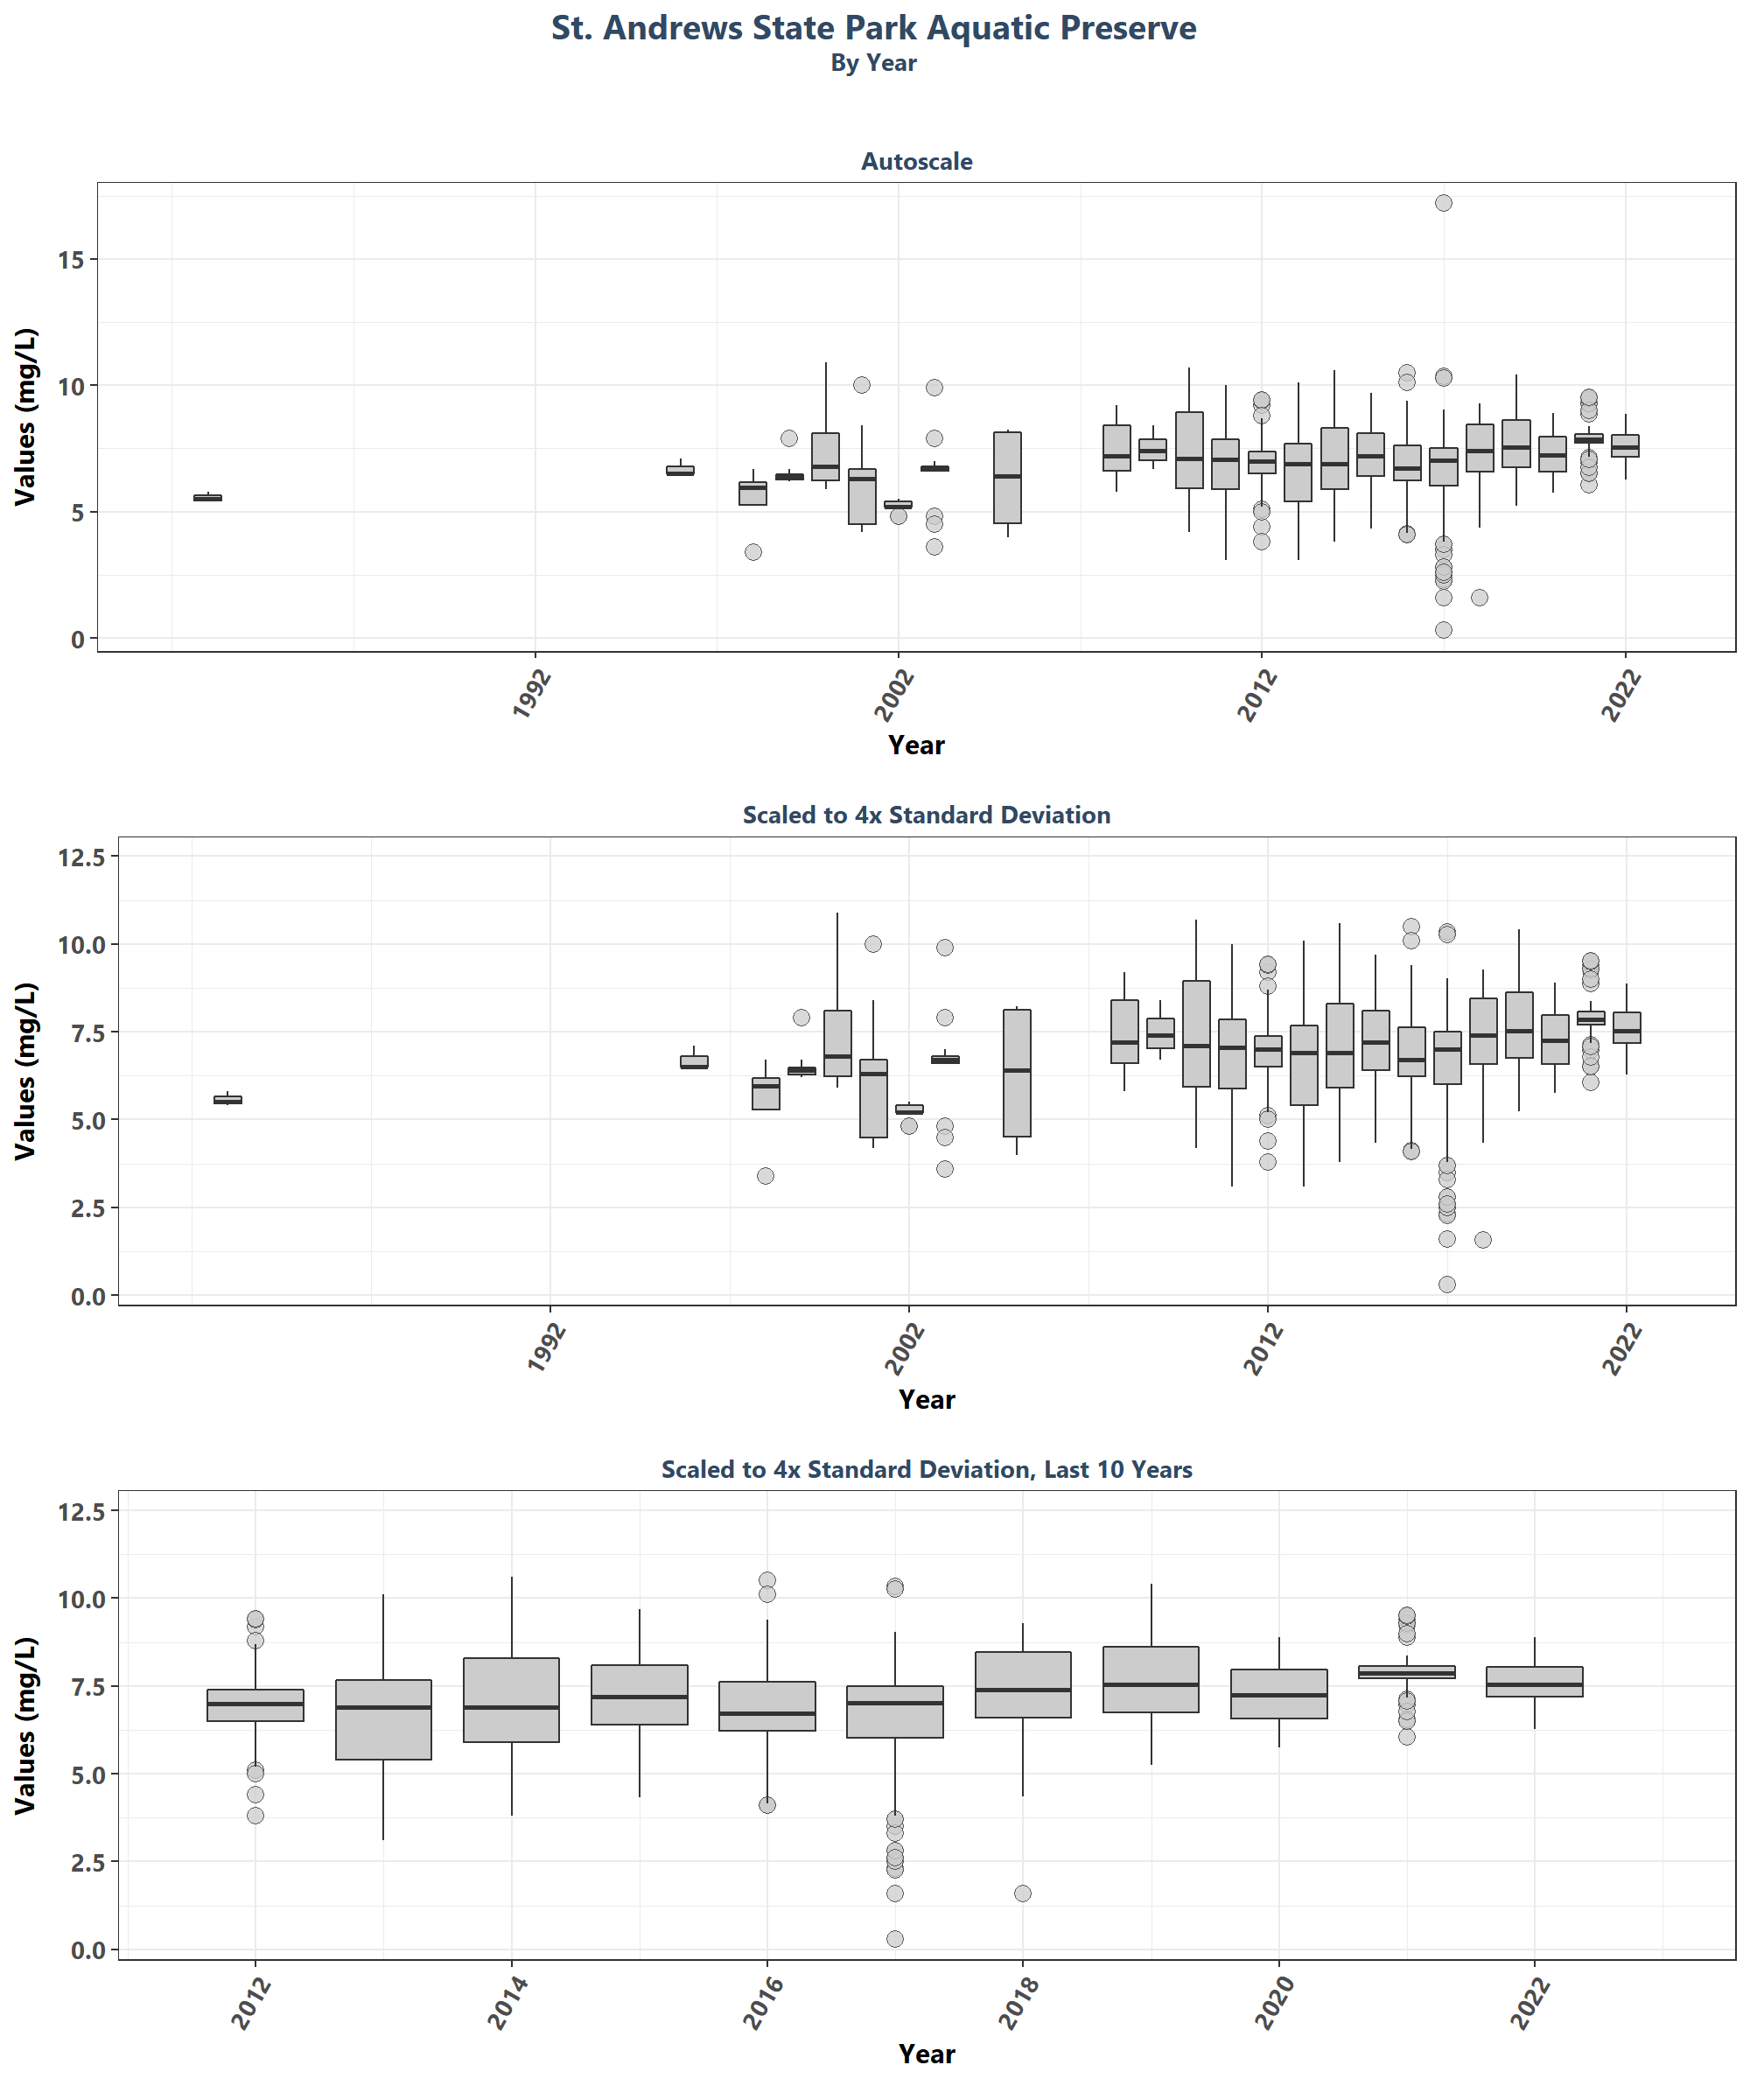 St. Andrews State Park Aquatic Preserve
By Year
Autoscale
Values (mg/L)
15
10
5
0
1992
2002
2012
2022
Year
Scaled to 4x Standard Deviation
Values (mg/L)
12.5
10.0
7.5
5.0
2.5
0.0
1992
2002
2012
2022
Year
Scaled to 4x Standard Deviation, Last 10 Years
Values (mg/L)
12.5
10.0
7.5
5.0
2.5
0.0
2012
2014
2016
2018
2020
2022
Year